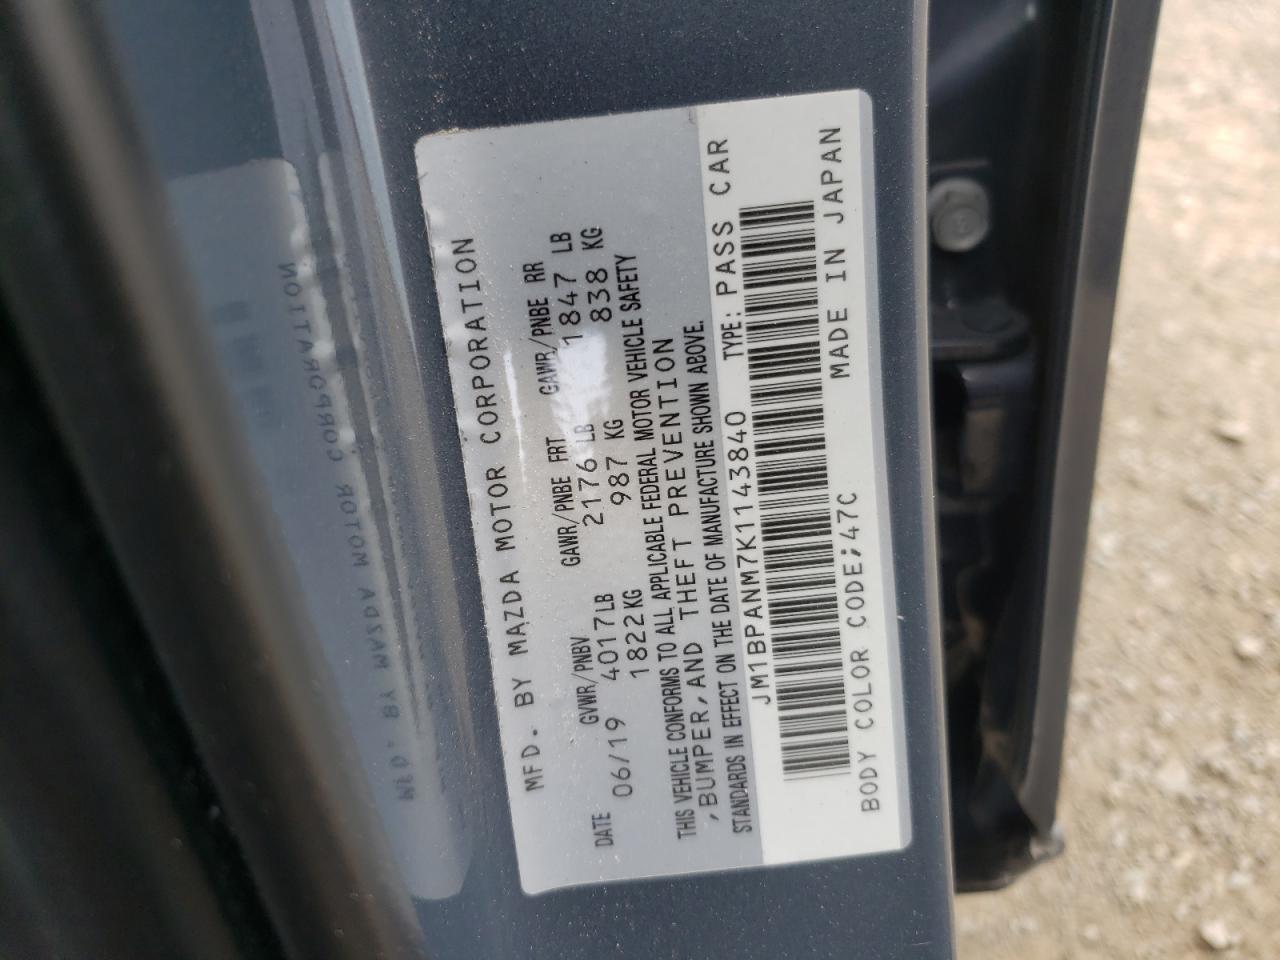 MFD. BY MAZDA MOTOR CORPORATION
DATE GVWR/PNBV GAWR/PNBE FRT GAWR/PNBE RR
06/19 4017LB 2176LB 1847 LB
1822KG 987 KG 838 KG
THIS VEHICLE CONFORMS TO ALL APPLICABLE FEDERAL MOTOR VEHICLE SAFETY
,BUMPER,AND THEFT PREVENTION
STANDARDS IN EFFECT ON THE DATE OF MANUFACTURE SHOWN ABOVE.
JM1BPANM7K1143840 TYPE: PASS CAR
MADE IN JAPAN
BODY COLOR CODE;47C